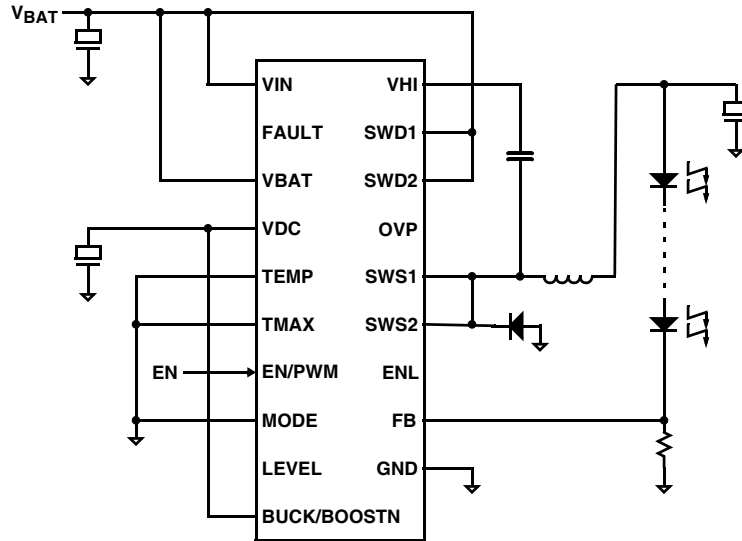 VBAT
VIN VHI
FAULT SWD1
VBAT SWD2
VDC OVP
TEMP SWS1
TMAX SWS2
EN EN/PWM ENL
MODE FB
LEVEL GND
BUCK/BOOSTN